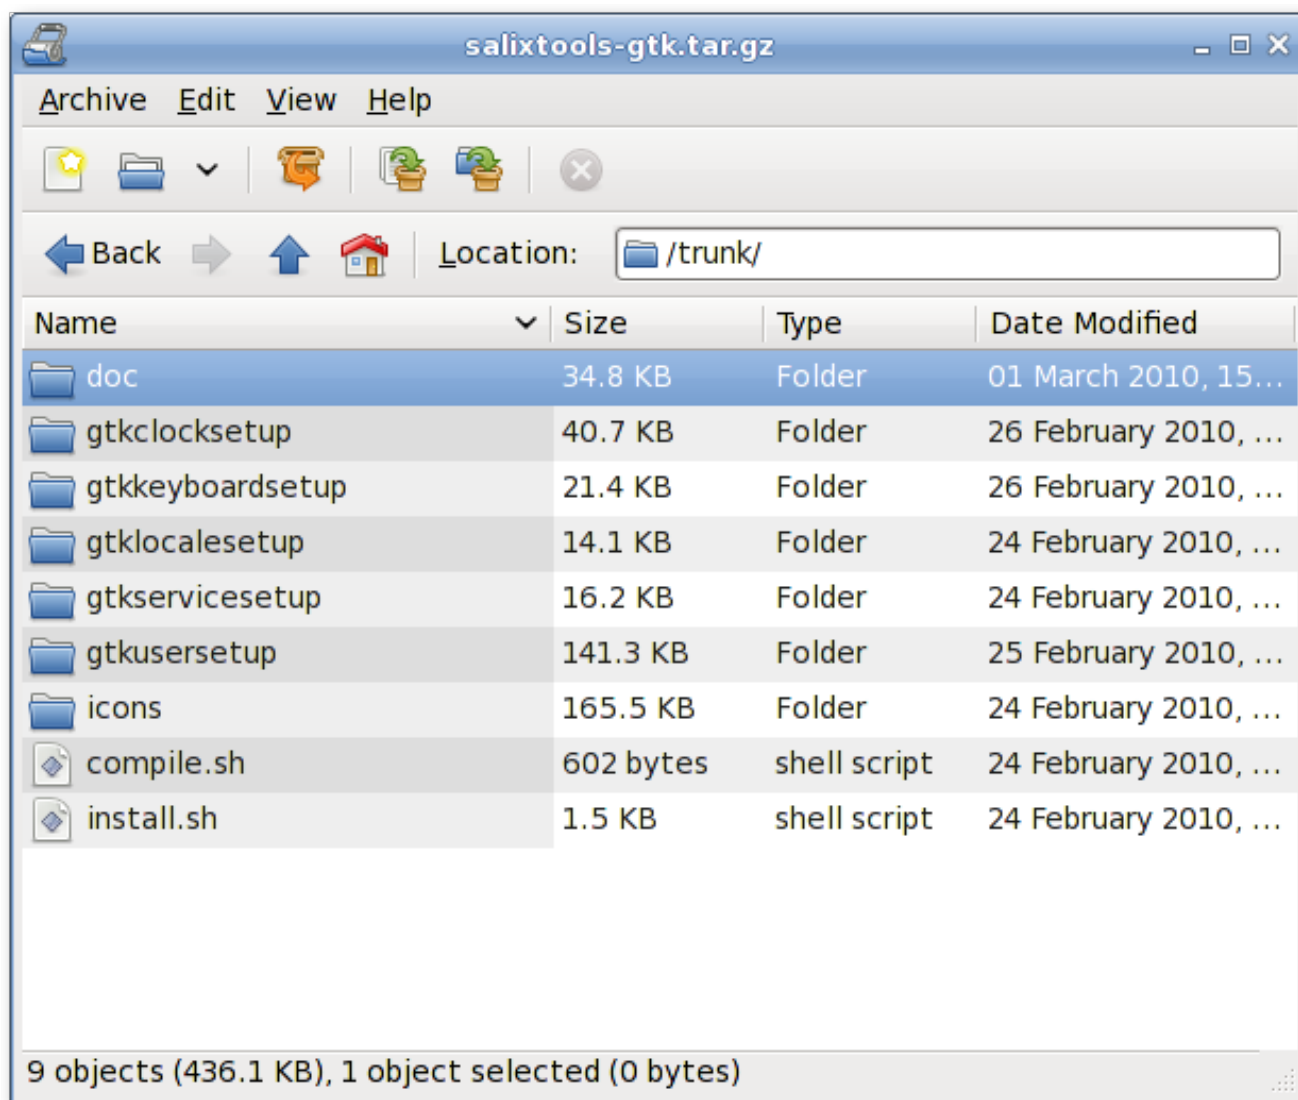 salixtools-gtk.tar.gz
Archive Edit View Help
Back Location: /trunk/
Name Size Type Date Modified
doc 34.8 KB Folder 01 March 2010, 15...
gtkclocksetup 40.7 KB Folder 26 February 2010, ...
gtkkeyboardsetup 21.4 KB Folder 26 February 2010, ...
gtklocalesetup 14.1 KB Folder 24 February 2010, ...
gtkservicesetup 16.2 KB Folder 24 February 2010, ...
gtkusersetup 141.3 KB Folder 25 February 2010, ...
icons 165.5 KB Folder 24 February 2010, ...
compile.sh 602 bytes shell script 24 February 2010, ...
install.sh 1.5 KB shell script 24 February 2010, ...
9 objects (436.1 KB), 1 object selected (0 bytes)